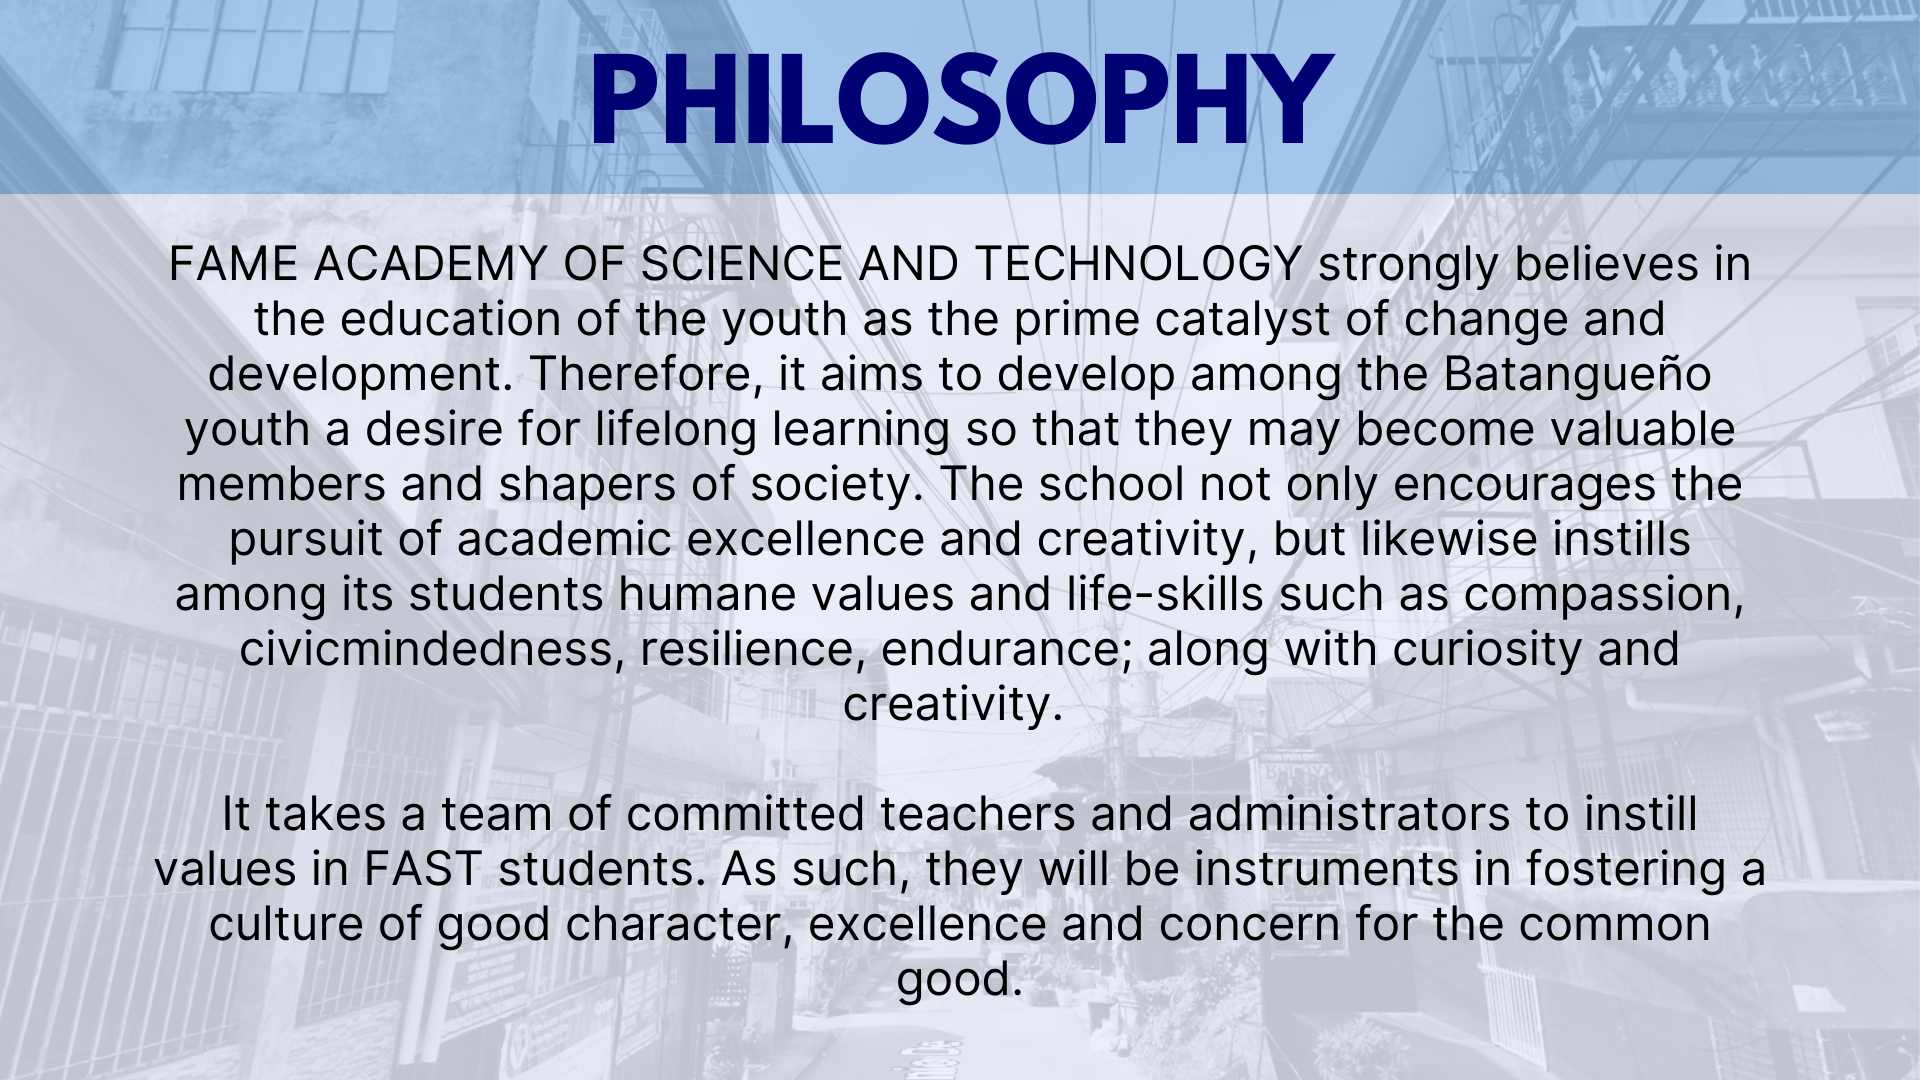 PHILOSOPHY
FAME ACADEMY OF SCIENCE AND TECHNOLOGY strongly believes in
the education of the youth as the prime catalyst of change and
development. Therefore, it aims to develop among the Batangueño
youth a desire for lifelong learning so that they may become valuable
members and shapers of society. The school not only encourages the
pursuit of academic excellence and creativity, but likewise instills
among its students humane values and life-skills such as compassion,
civicmindedness, resilience, endurance; along with curiosity and
creativity.
It takes a team of committed teachers and administrators to instill
values in FAST students. As such, they will be instruments in fostering a
culture of good character, excellence and concern for the common
good.